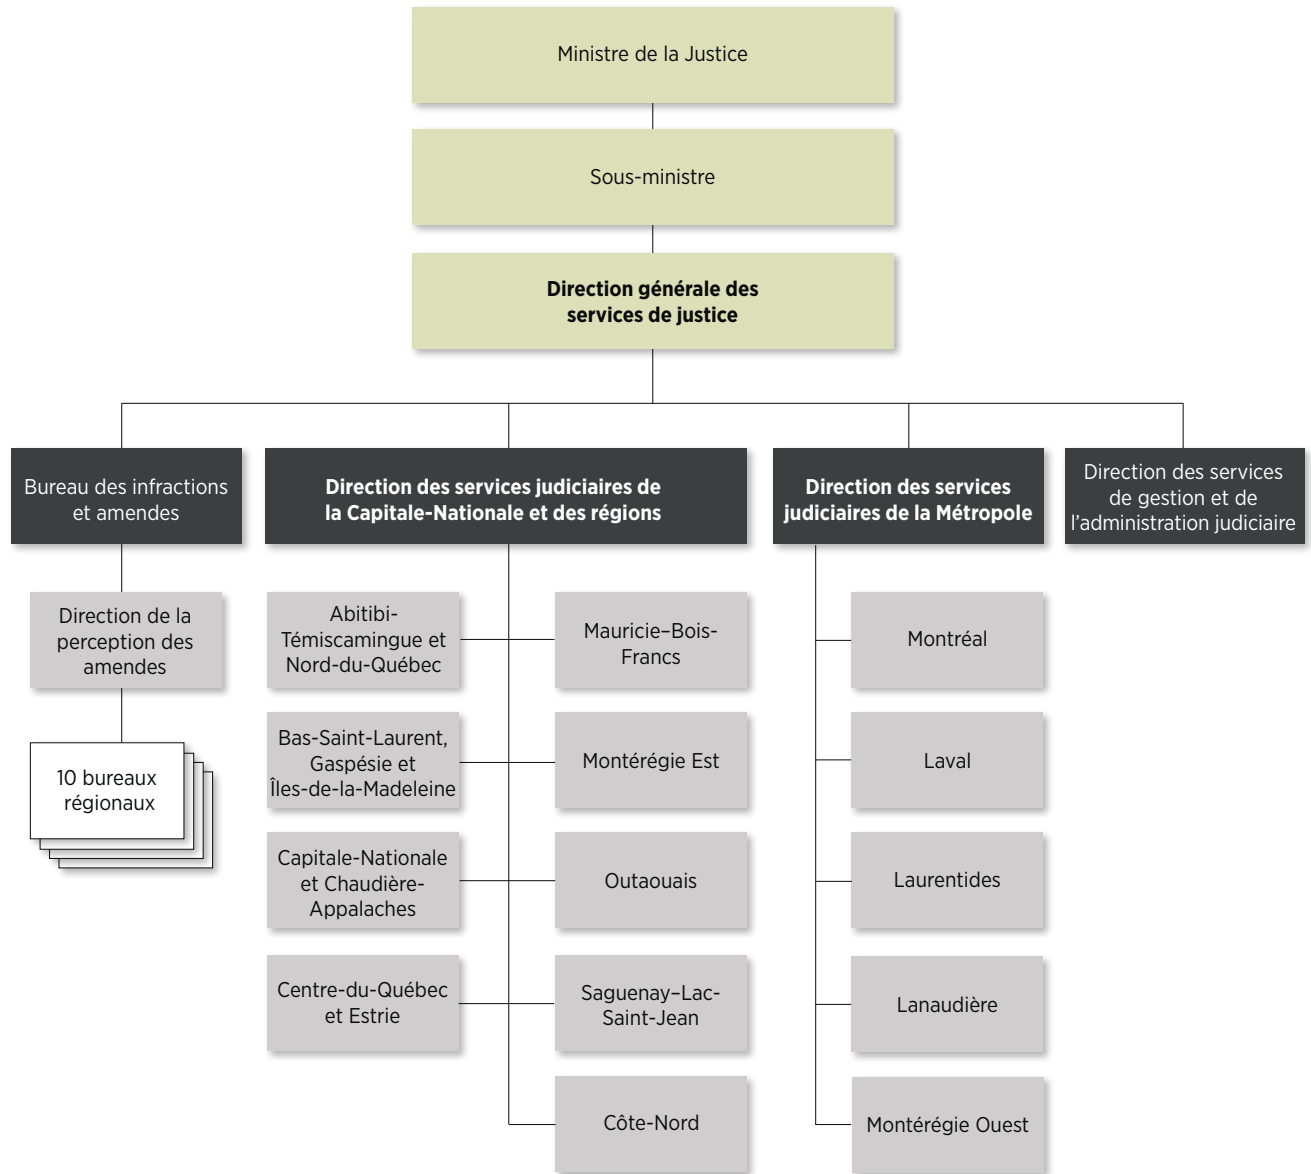 Ministre de la Justice
Sous-ministre
Direction générale des
services de justice
Bureau des infractions
et amendes
Direction des services judiciaires de
la Capitale-Nationale et des régions
Direction des services
judiciaires de la Métropole
Direction des services
de gestion et de
l’administration judiciaire
Direction de la
perception des
amendes
10 bureaux
régionaux
Abitibi-
Témiscamingue et
Nord-du-Québec
Mauricie–Bois-
Francs
Bas-Saint-Laurent,
Gaspésie et
Îles-de-la-Madeleine
Montérégie Est
Capitale-Nationale
et Chaudière-
Appalaches
Outaouais
Centre-du-Québec
et Estrie
Saguenay–Lac-
Saint-Jean
Côte-Nord
Montréal
Laval
Laurentides
Lanaudière
Montérégie Ouest